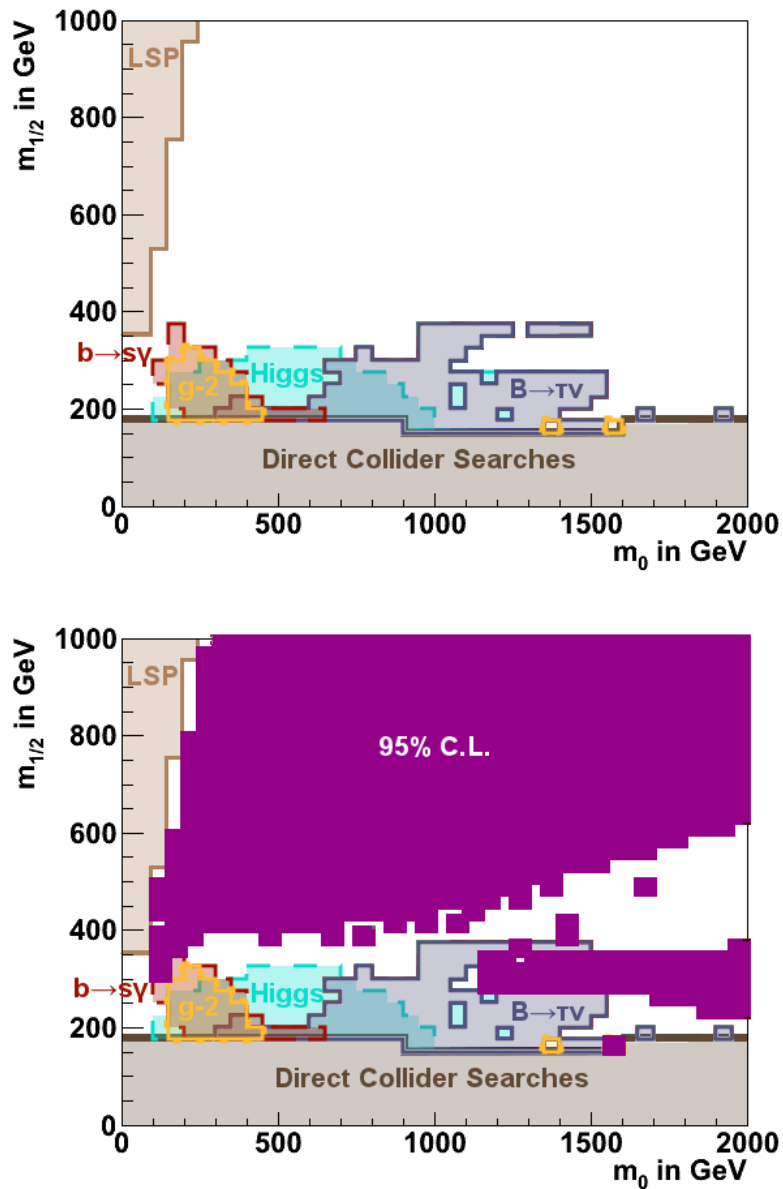 m1/2 in GeV
1000
LSP
800
600
400
b→sγ
g-2
Higgs
B→τν
200
Direct Collider Searches
0
0 500 1000 1500 2000
m0 in GeV
m1/2 in GeV
1000
LSP
800
95% C.L.
600
400
b→sγ
g-2
Higgs
B→τν
200
Direct Collider Searches
0
0 500 1000 1500 2000
m0 in GeV